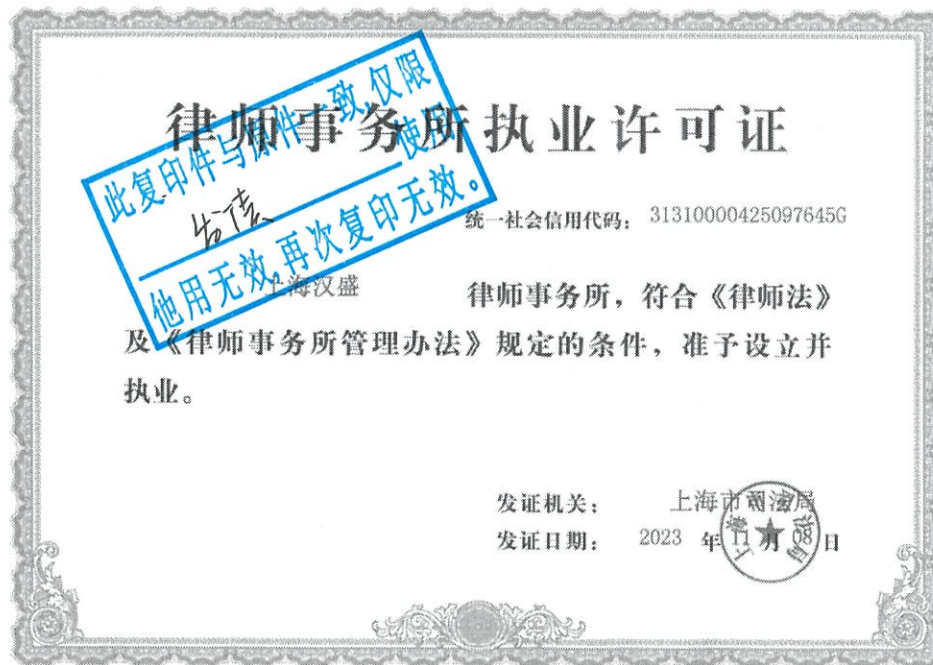 律师事务所执业许可证
此复印件与原件一致,仅限
使用
他用无效,再次复印无效。
统一社会信用代码: 31310000425097645G
上海汉盛 律师事务所,符合《律师法》
及《律师事务所管理办法》规定的条件,准予设立并
执业。
发证机关: 上海市司法局
发证日期: 2023 年 11 月 08 日